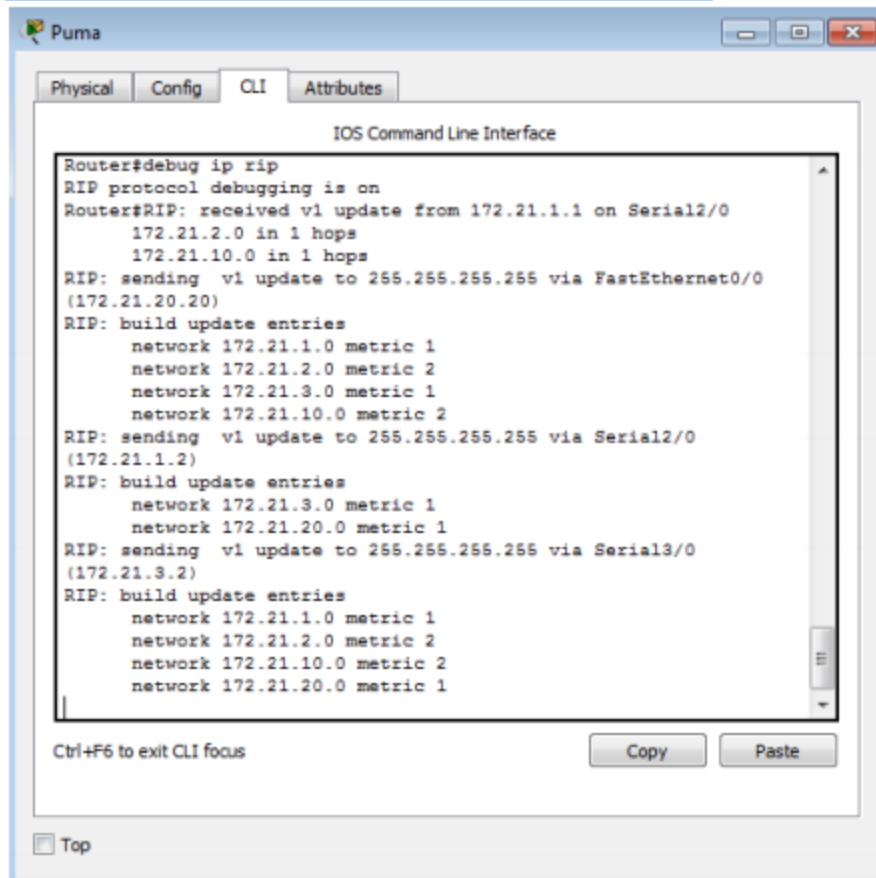 Puma
Physical Config CLI Attributes
IOS Command Line Interface
Router#debug ip rip
RIP protocol debugging is on
Router#RIP: received v1 update from 172.21.1.1 on Serial2/0
172.21.2.0 in 1 hops
172.21.10.0 in 1 hops
RIP: sending  v1 update to 255.255.255.255 via FastEthernet0/0
(172.21.20.20)
RIP: build update entries
network 172.21.1.0 metric 1
network 172.21.2.0 metric 2
network 172.21.3.0 metric 1
network 172.21.10.0 metric 2
RIP: sending  v1 update to 255.255.255.255 via Serial2/0
(172.21.1.2)
RIP: build update entries
network 172.21.3.0 metric 1
network 172.21.20.0 metric 1
RIP: sending  v1 update to 255.255.255.255 via Serial3/0
(172.21.3.2)
RIP: build update entries
network 172.21.1.0 metric 1
network 172.21.2.0 metric 2
network 172.21.10.0 metric 2
network 172.21.20.0 metric 1
Ctrl+F6 to exit CLI focus
Copy Paste
Top